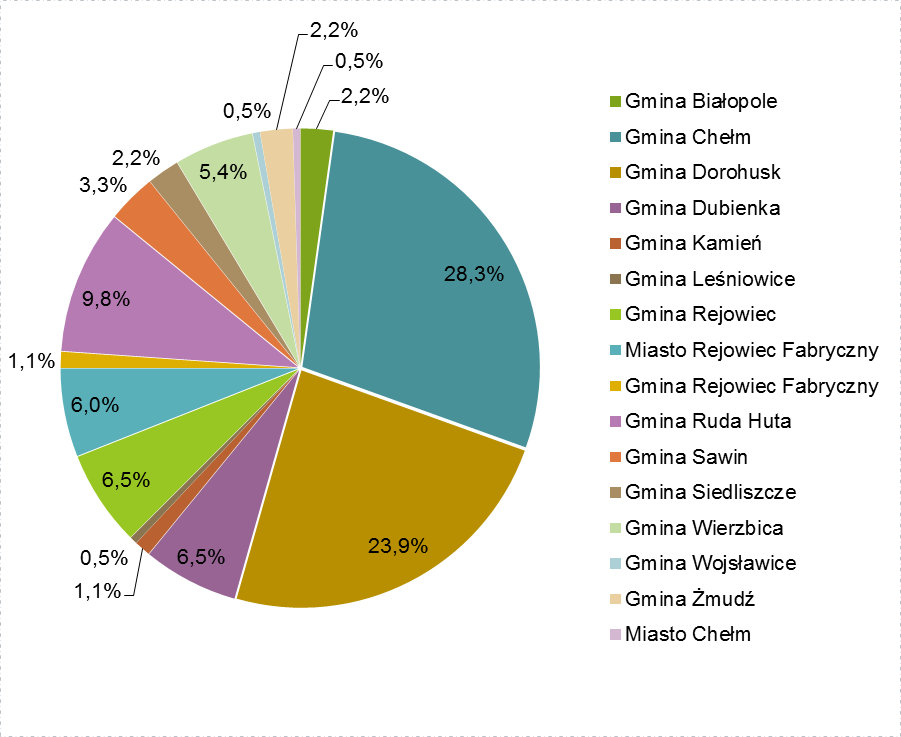 2,2%
0,5%
2,2%
0,5%
2,2%
5,4%
3,3%
28,3%
9,8%
1,1%
6,0%
6,5%
23,9%
6,5%
0,5%
1,1%
Gmina Białopole
Gmina Chełm
Gmina Dorohusk
Gmina Dubienka
Gmina Kamień
Gmina Leśniowice
Gmina Rejowiec
Miasto Rejowiec Fabryczny
Gmina Rejowiec Fabryczny
Gmina Ruda Huta
Gmina Sawin
Gmina Siedliszcze
Gmina Wierzbica
Gmina Wojsławice
Gmina Żmudź
Miasto Chełm